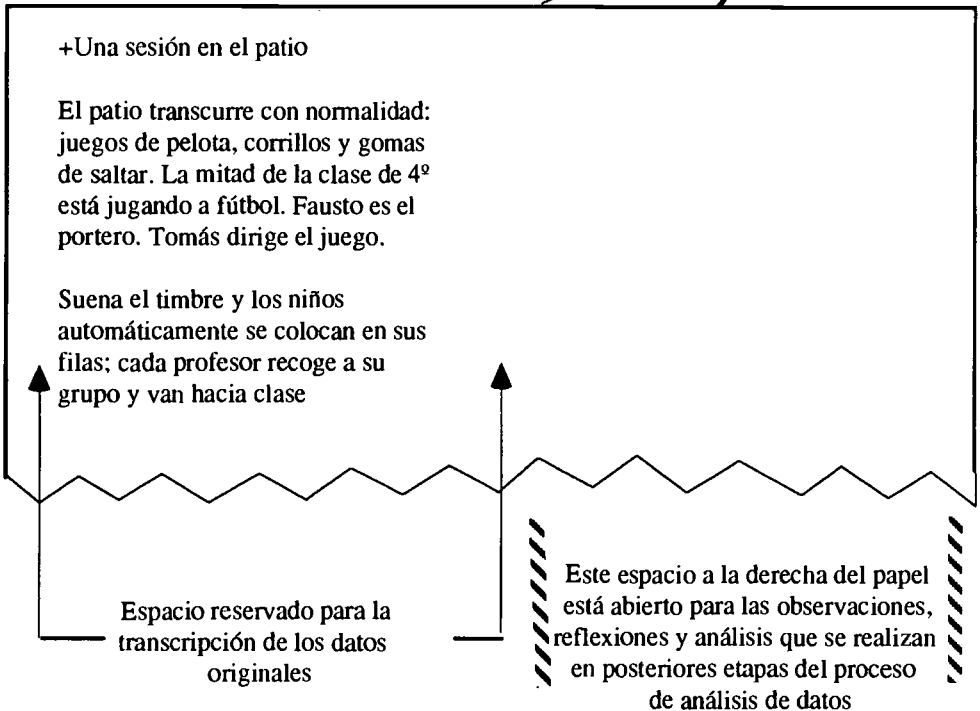 +Una sesión en el patio
El patio transcurre con normalidad:
juegos de pelota, corrillos y gomas
de saltar. La mitad de la clase de 4º
está jugando a fútbol. Fausto es el
portero. Tomás dirige el juego.
Suena el timbre y los niños
automáticamente se colocan en sus
filas; cada profesor recoge a su
grupo y van hacia clase
Espacio reservado para la
transcripción de los datos
originales
Este espacio a la derecha del papel
está abierto para las observaciones,
reflexiones y análisis que se realizan
en posteriores etapas del proceso
de análisis de datos